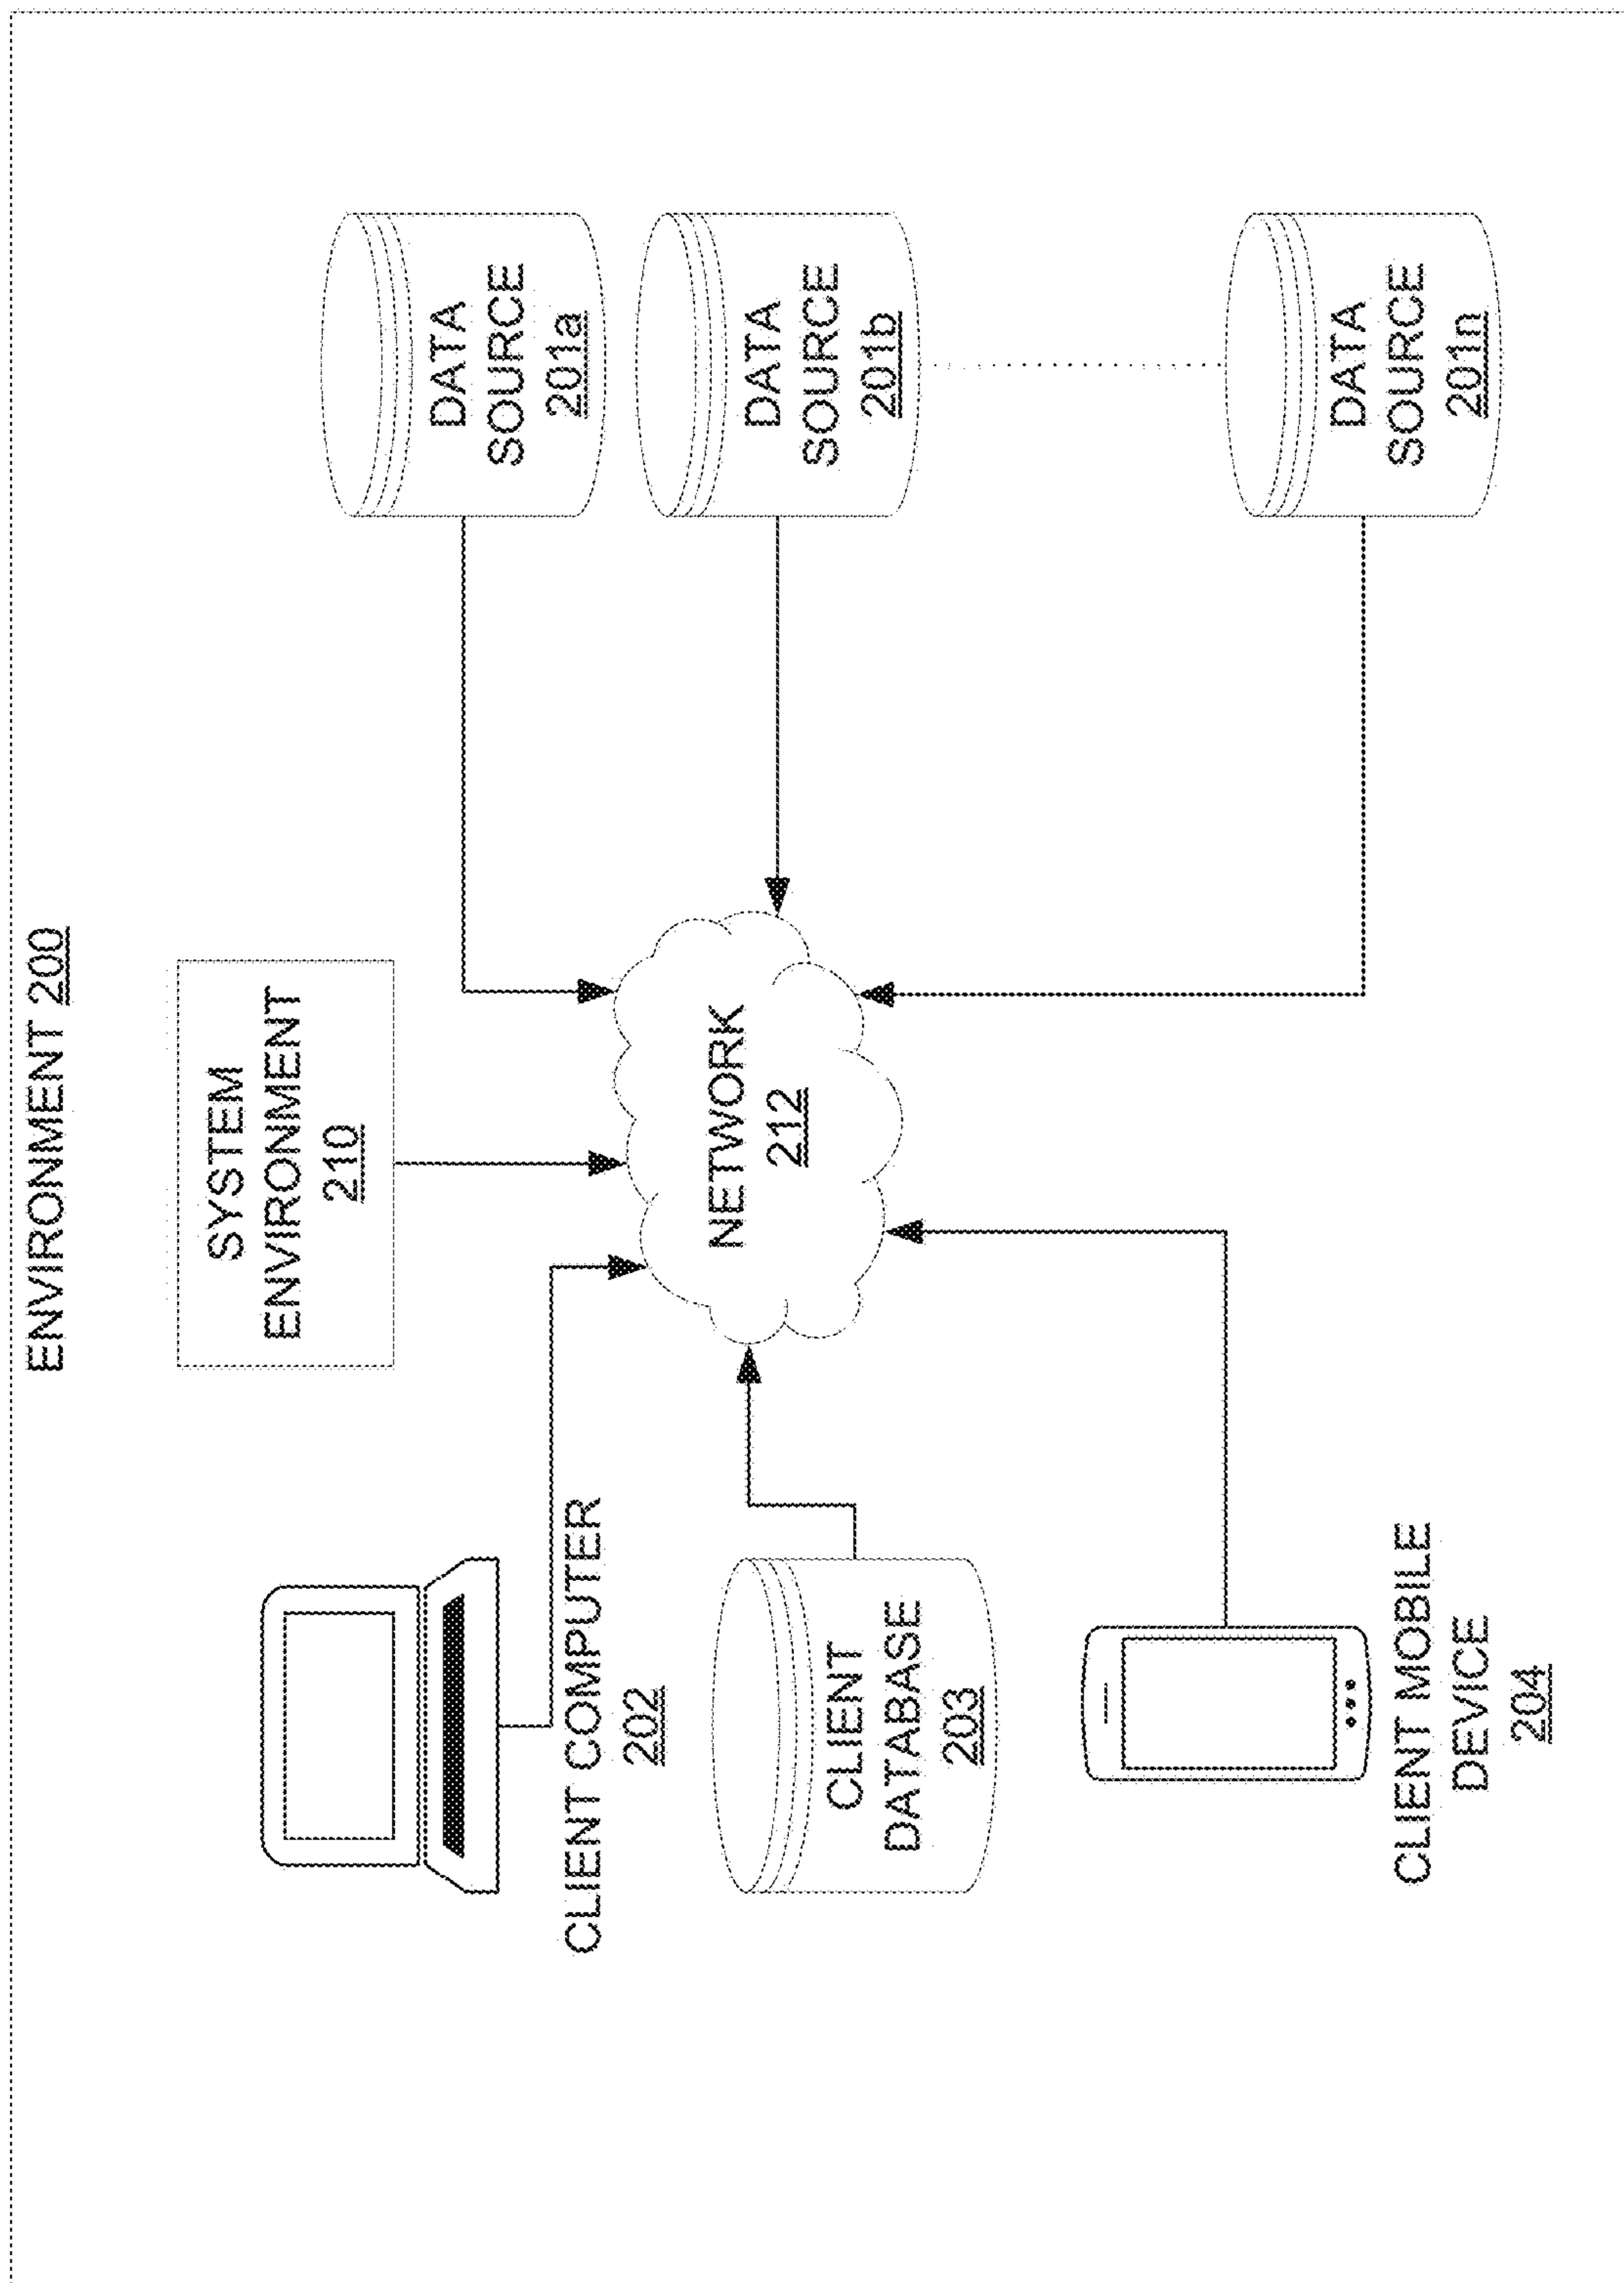 ENVIRONMENT 200
SYSTEM
ENVIRONMENT
210
CLIENT COMPUTER
202
CLIENT
DATABASE
203
CLIENT MOBILE
DEVICE
204
NETWORK
212
DATA
SOURCE
201a
DATA
SOURCE
201b
DATA
SOURCE
201n